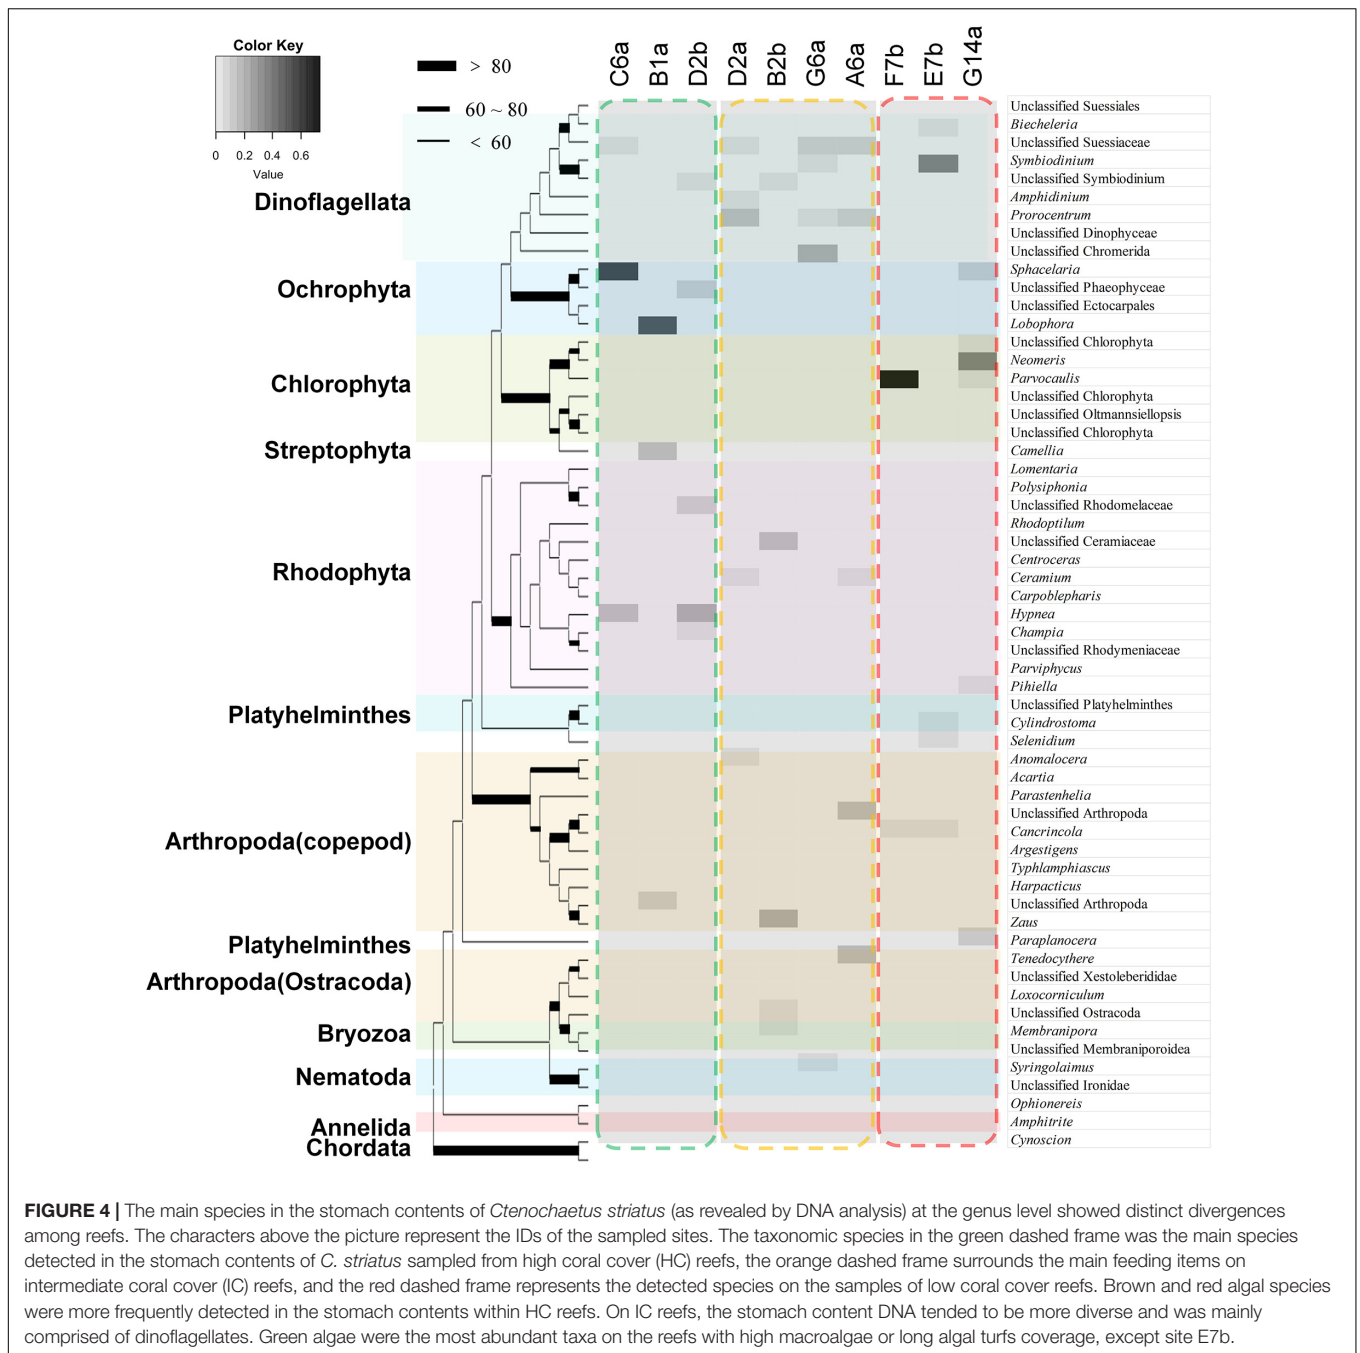 Color Key
0 0.2 0.4 0.6
Value
> 80
60 ~ 80
< 60
C6a B1a D2b D2a B2b G6a A6a F7b E7b G14a
Dinoflagellata
Ochrophyta
Chlorophyta
Streptophyta
Rhodophyta
Platyhelminthes
Arthropoda(copepod)
Platyhelminthes
Arthropoda(Ostracoda)
Bryozoa
Nematoda
Annelida
Chordata
Unclassified Suessiales
Biecheleria
Unclassified Suessiaceae
Symbiodinium
Unclassified Symbiodinium
Amphidinium
Prorocentrum
Unclassified Dinophyceae
Unclassified Chromerida
Sphacelaria
Unclassified Phaeophyceae
Unclassified Ectocarpales
Lobophora
Unclassified Chlorophyta
Neomeris
Parvocaulis
Unclassified Chlorophyta
Unclassified Oltmannsiellopsis
Unclassified Chlorophyta
Camellia
Lomentaria
Polysiphonia
Unclassified Rhodomelaceae
Rhodoptilum
Unclassified Ceramiaceae
Centroceras
Ceramium
Carpoblepharis
Hypnea
Champia
Unclassified Rhodymeniaceae
Parviphycus
Pihiella
Unclassified Platyhelminthes
Cylindrostoma
Selenidium
Anomalocera
Acartia
Parastenhelia
Unclassified Arthropoda
Cancrincola
Argestigens
Typhlamphiascus
Harpacticus
Unclassified Arthropoda
Zaus
Paraplanocera
Tenedocythere
Unclassified Xestoleberididae
Loxocorniculum
Unclassified Ostracoda
Membranipora
Unclassified Membraniporoidea
Syringolaimus
Unclassified Ironidae
Ophionereis
Amphitrite
Cynoscion
FIGURE 4 | The main species in the stomach contents of Ctenochaetus striatus (as revealed by DNA analysis) at the genus level showed distinct divergences
among reefs. The characters above the picture represent the IDs of the sampled sites. The taxonomic species in the green dashed frame was the main species
detected in the stomach contents of C. striatus sampled from high coral cover (HC) reefs, the orange dashed frame surrounds the main feeding items on
intermediate coral cover (IC) reefs, and the red dashed frame represents the detected species on the samples of low coral cover reefs. Brown and red algal species
were more frequently detected in the stomach contents within HC reefs. On IC reefs, the stomach content DNA tended to be more diverse and was mainly
comprised of dinoflagellates. Green algae were the most abundant taxa on the reefs with high macroalgae or long algal turfs coverage, except site E7b.